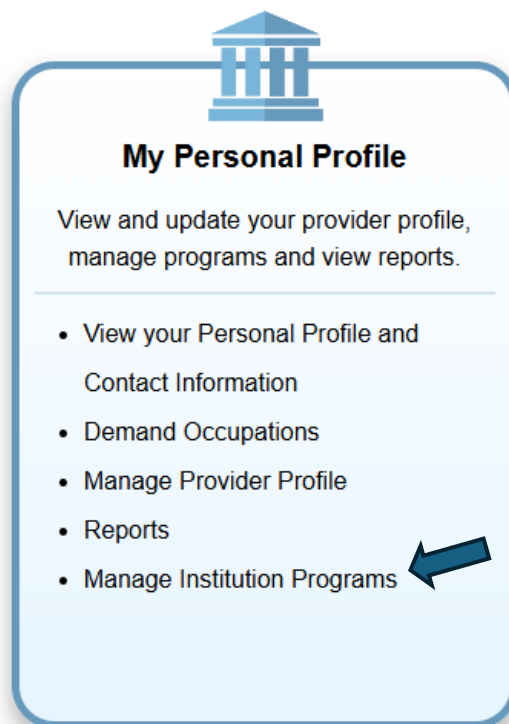 My Personal Profile
View and update your provider profile,
manage programs and view reports.
View your Personal Profile and
Contact Information
Demand Occupations
Manage Provider Profile
Reports
Manage Institution Programs